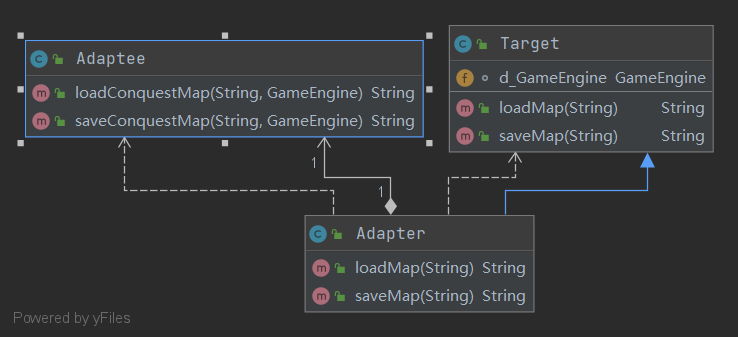 Adaptee
loadConquestMap(String, GameEngine) String
saveConquestMap(String, GameEngine) String
Target
d_GameEngine GameEngine
loadMap(String) String
saveMap(String) String
1
1
Adapter
loadMap(String) String
saveMap(String) String
Powered by yFiles